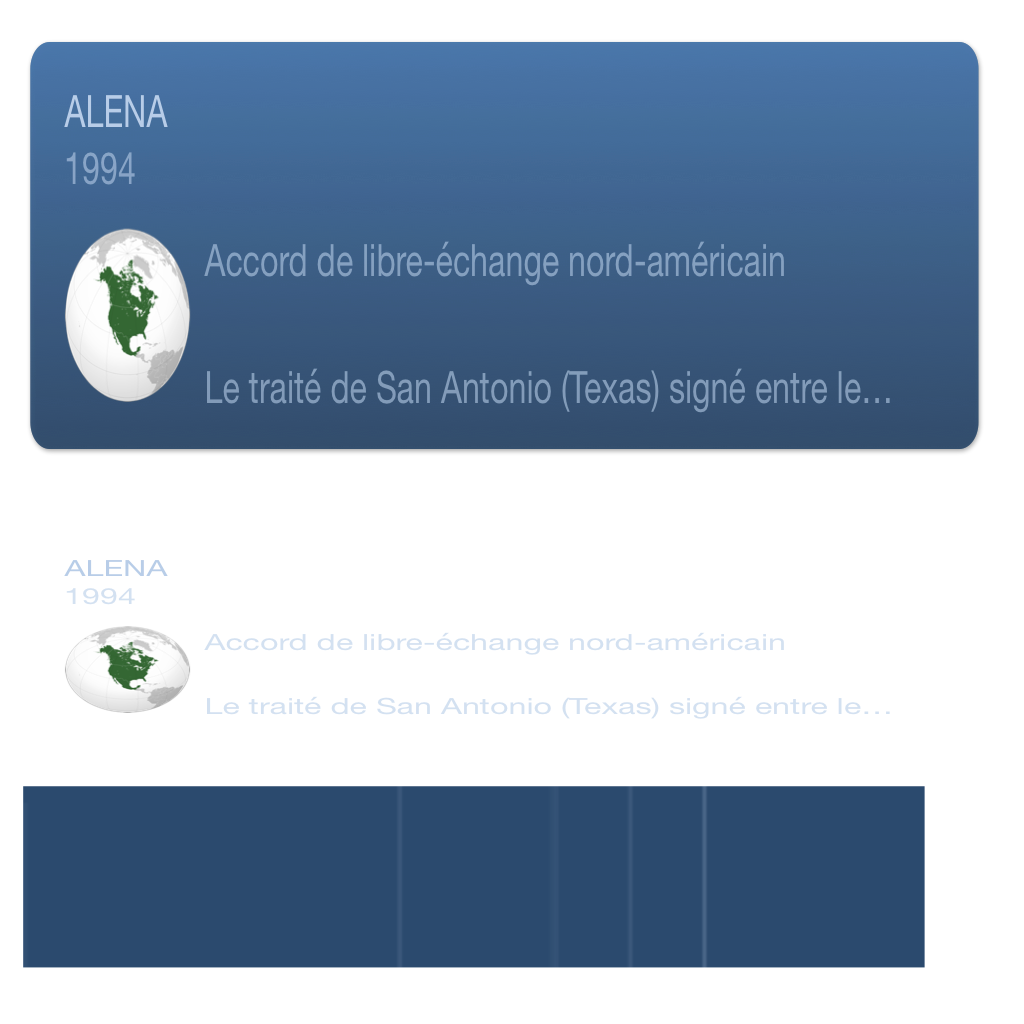 ALENA
1994
Accord de libre-échange nord-américain
Le traité de San Antonio (Texas) signé entre le...
ALENA
1994
Accord de libre-échange nord-américain
Le traité de San Antonio (Texas) signé entre le...